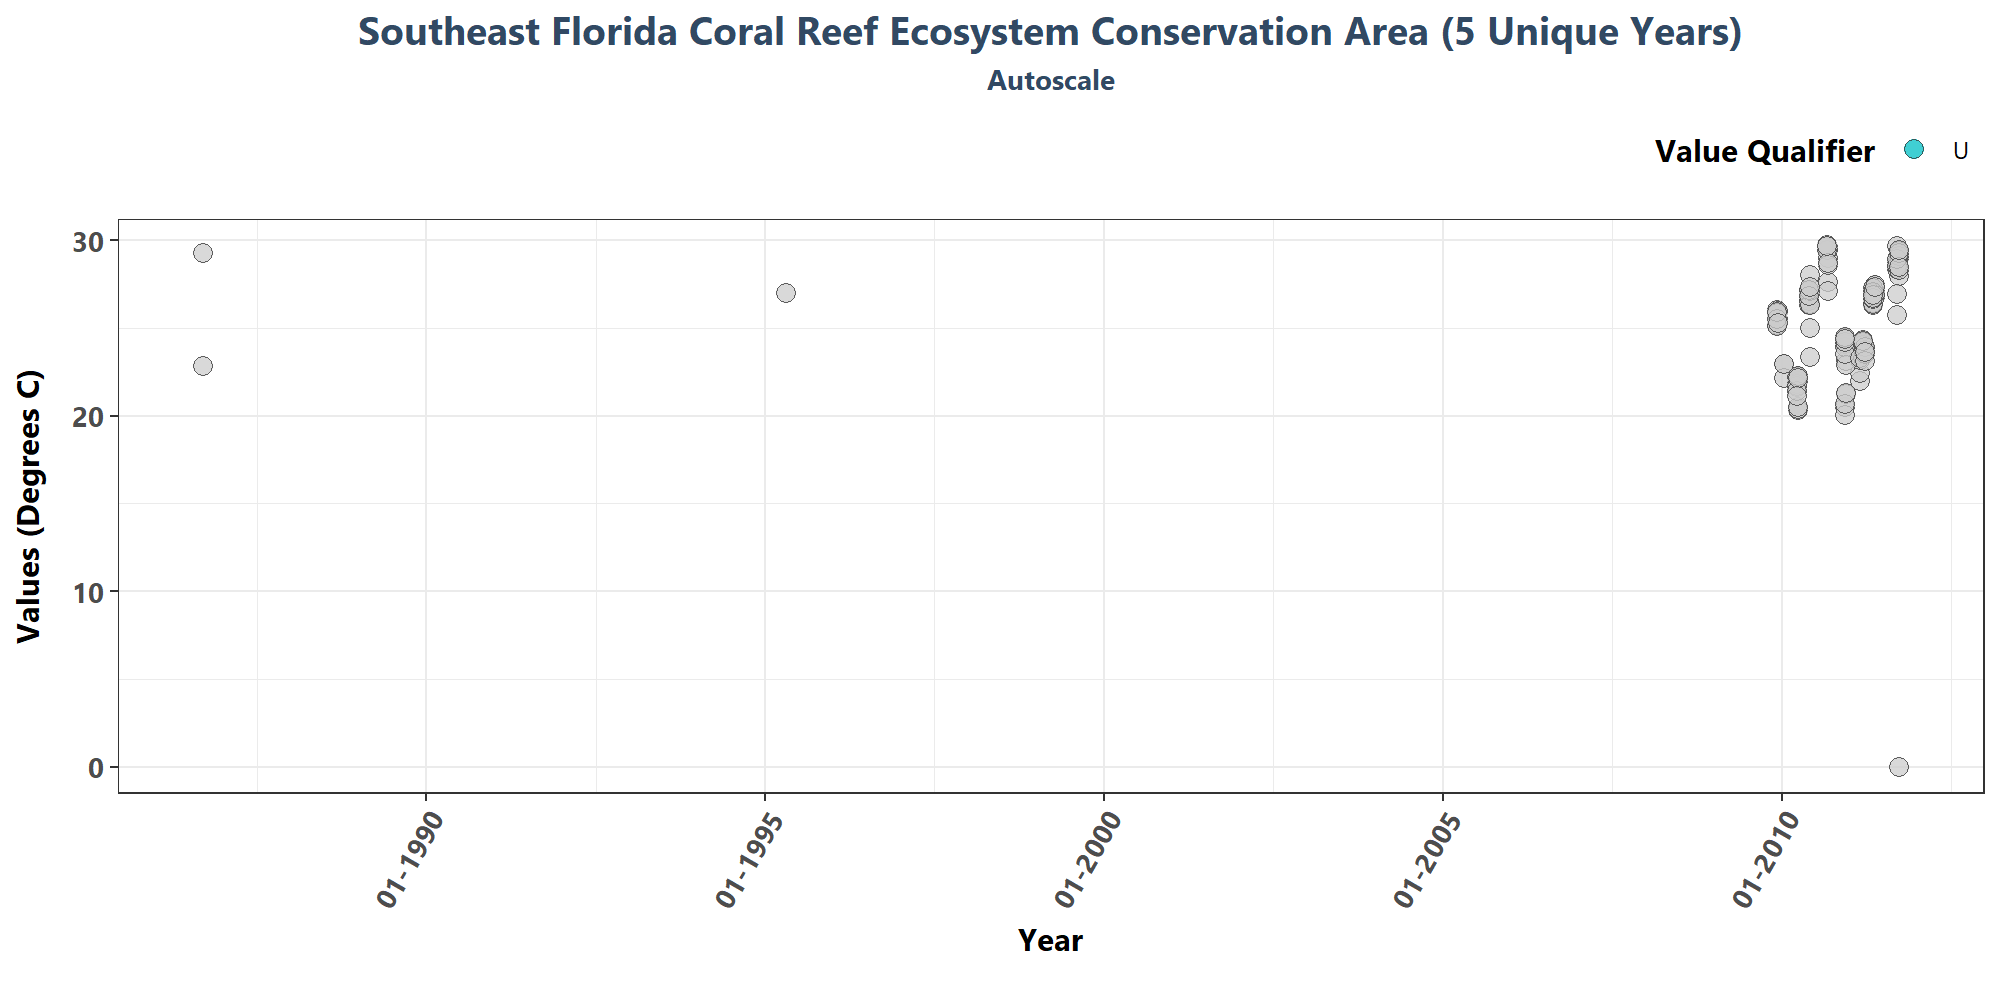 Southeast Florida Coral Reef Ecosystem Conservation Area (5 Unique Years)
Autoscale
Value Qualifier U
30
20
10
0
Values (Degrees C)
01-1990
01-1995
01-2000
01-2005
01-2010
Year